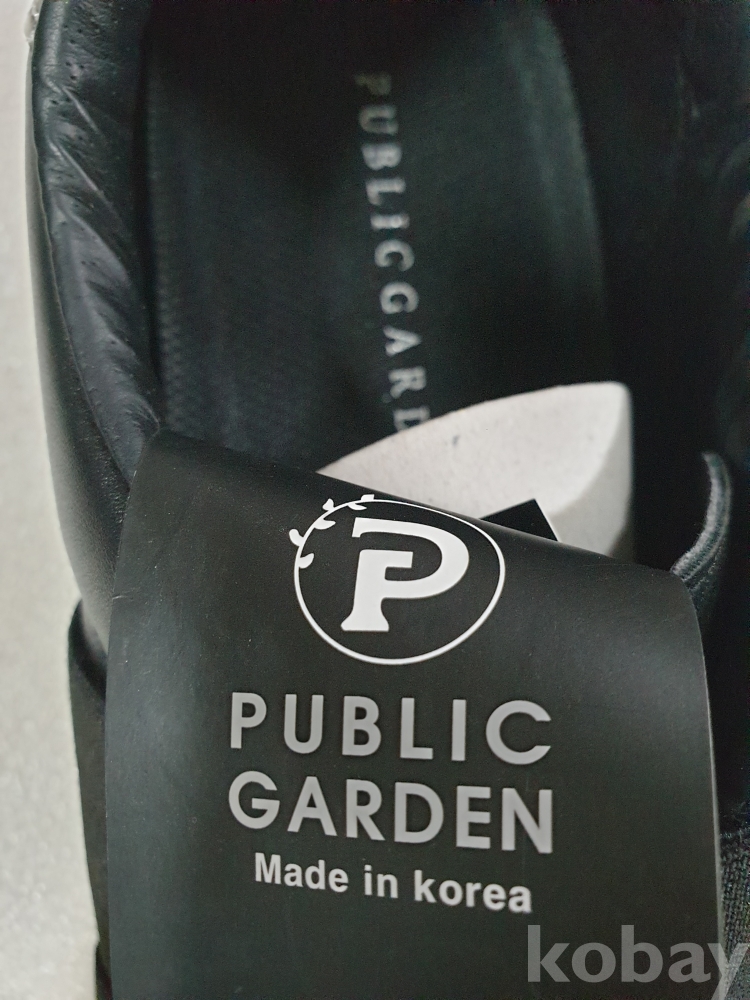 PUBLICGARD
P
PUBLIC
GARDEN
Made in korea
kobay